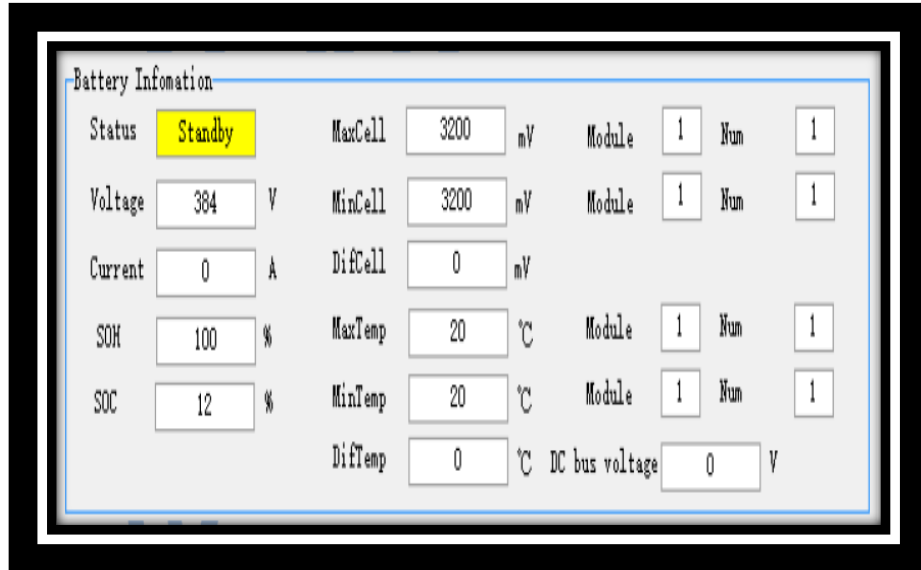 Battery Infomation
Status Standby MaxCell 3200 mV Module 1 Num 1
Voltage 384 V MinCell 3200 mV Module 1 Num 1
Current 0 A DifCell 0 mV
SOH 100 % MaxTemp 20 °C Module 1 Num 1
SOC 12 % MinTemp 20 °C Module 1 Num 1
DifTemp 0 °C DC bus voltage 0 V